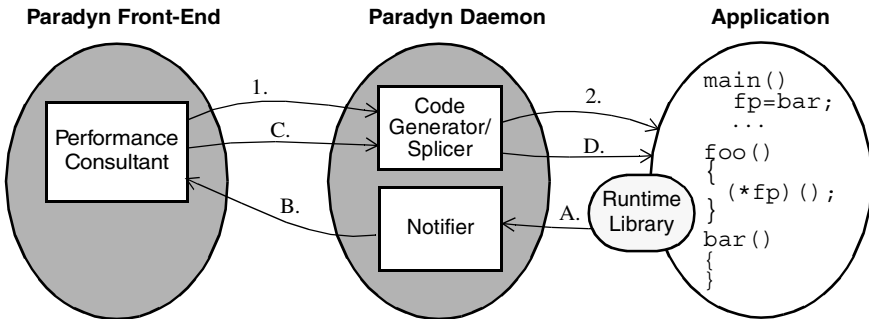 Paradyn Front-End
Paradyn Daemon
Application
1.
2.
main()
fp=bar;
...
Code
Generator/
Splicer
Performance
Consultant
C.
D.
foo()
{
(*fp)();
}
Runtime
Library
Notifier
B.
A.
bar()
{
}